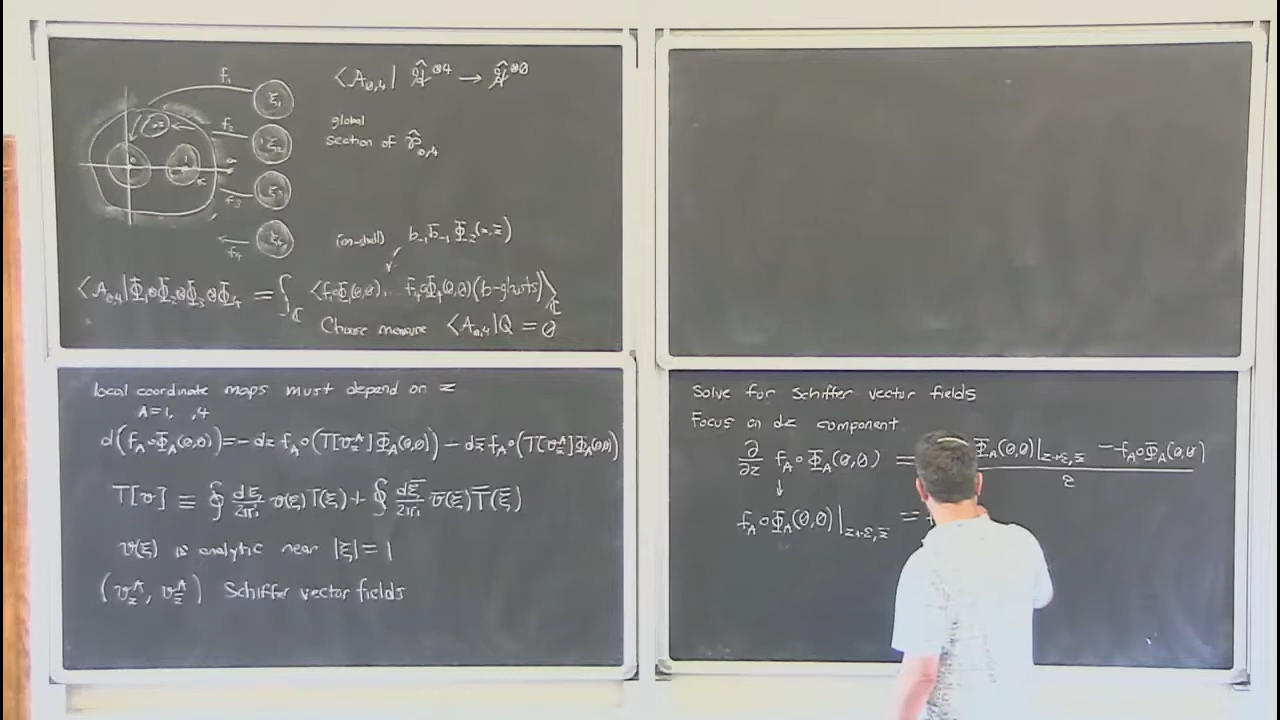 f₁
ξ₁
f₂
ξ₂
f₃
ξ₃
f₄
ξ₄
⟨A₀,₄| Ĥ^⊗4 → Ĥ^⊗0
global
section of P̂₀,₄
(on-shell) b₋₁ b̄₋₁ Φ₂(z, z̄)
⟨A₀,₄|Φ₁⊗Φ₂⊗Φ₃⊗Φ₄ = ∫_ℂ ⟨f₁∘Φ₁(0,0), ... f₄∘Φ₄(0,0)(b-ghosts)⟩_ℂ
Choose measure ⟨A₀,₄|Q = 0
local coordinate maps must depend on z
A=1, ,4
d(f_A∘Φ_A(0,0)) = -dz f_A∘(T[v_z^A]Φ_A(0,0)) - dz̄ f_A∘(T[v_z̄^A]Φ_A(0,0))
T[v] ≡ ∮ dξ/2πi v(ξ)T(ξ) + ∮ dξ̄/2πi v̄(ξ̄)T̄(ξ̄)
v(ξ) is analytic near |ξ|=1
(v_z^A, v_z̄^A) Schiffer vector fields
Solve for Schiffer vector fields
Focus on dz component
∂/∂z f_A∘Φ_A(0,0) = Φ_A(0,0)|_{z+ε,z̄} - f_A∘Φ_A(0,0) / ε
↓
f_A∘Φ_A(0,0)|_{z+ε,z̄} = f